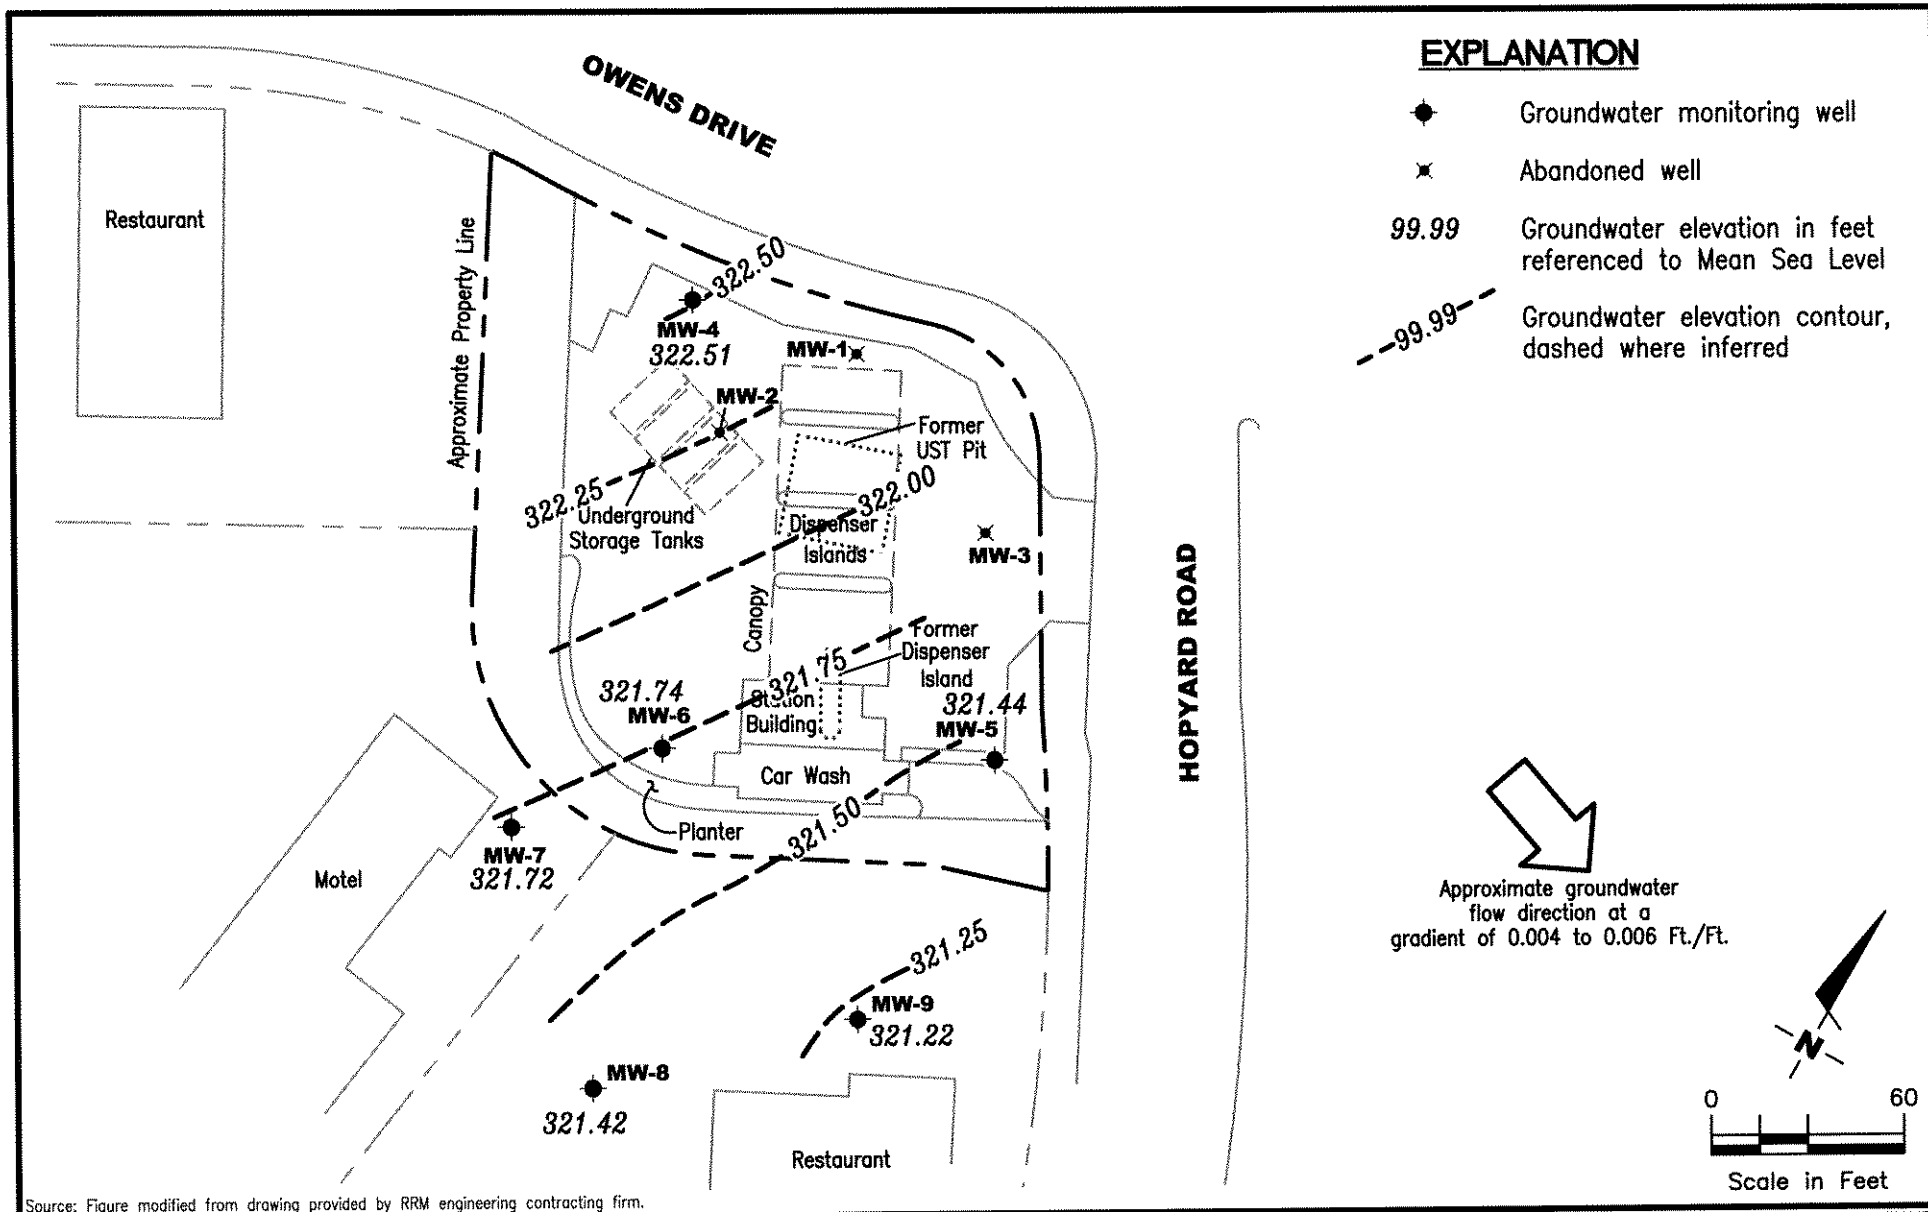 EXPLANATION
Groundwater monitoring well
Abandoned well
99.99
Groundwater elevation in feet
referenced to Mean Sea Level
99.99
Groundwater elevation contour,
dashed where inferred
OWENS DRIVE
Restaurant
Approximate Property Line
322.50
MW-4
322.51
MW-1
MW-2
Former
UST Pit
322.25
322.00
Underground
Storage Tanks
Dispenser
Islands
MW-3
HOPYARD ROAD
Canopy
Former
Dispenser
Island
321.75
321.74
MW-6
Station
Building
321.44
MW-5
Car Wash
321.50
Planter
MW-7
321.72
Motel
321.25
MW-9
321.22
MW-8
321.42
Restaurant
Approximate groundwater
flow direction at a
gradient of 0.004 to 0.006 Ft./Ft.
N
0 60
Scale in Feet
Source: Figure modified from drawing provided by RRM engineering contracting firm.